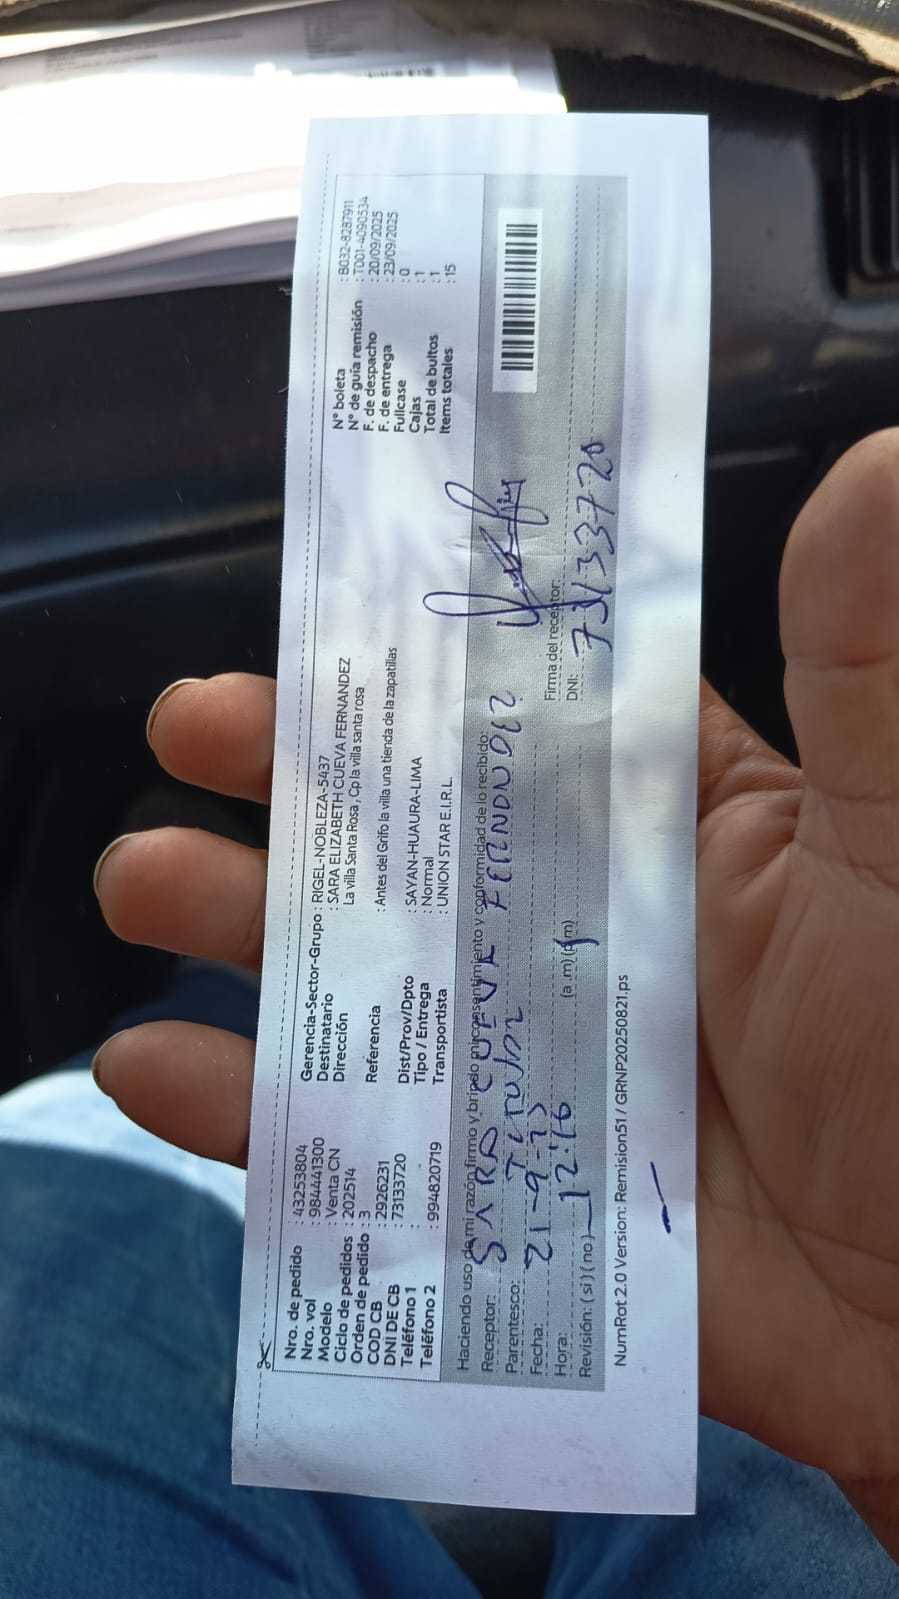 Nro. de pedido : 43253804
Nro. vol : 984441300
Modelo : Venta CN
Ciclo de pedidos : 202514
Orden de pedido : 3
COD CB : 2926231
DNI DE CB : 73133720
Teléfono 1 :
Teléfono 2 : 994820719
Gerencia-Sector-Grupo : RIGEL-NOBLEZA-5437
Destinatario : SARA ELIZABETH CUEVA FERNANDEZ
Dirección La villa Santa Rosa , Cp la villa santa rosa
Referencia : Antes del Grifo la villa una tienda de la zapatilas
Dist/Prov/Dpto : SAYAN-HUAURA-LIMA
Tipo / Entrega : Normal
Transportista : UNION STAR E.I.R.L.
N° boleta : B032-8287911
N° de guía remisión : T001-4090534
F. de despacho : 20/09/2025
F. de entrega : 23/09/2025
Fullcase : 0
Cajas : 1
Total de bultos : 1
Items totales : 15
Haciendo uso de mi razón firmo y brindo mi consentimiento y conformidad de lo recibido:
Receptor: SARA CUEVA FERNANDEZ
Parentesco: Titular
Fecha:
Hora: 12:16 (a .m) (p.m)
Revisión: (si) (no)
Firma del receptor:
DNI: 73133720
NumRot 2.0 Version: Remision51 / GRNP20250821.ps